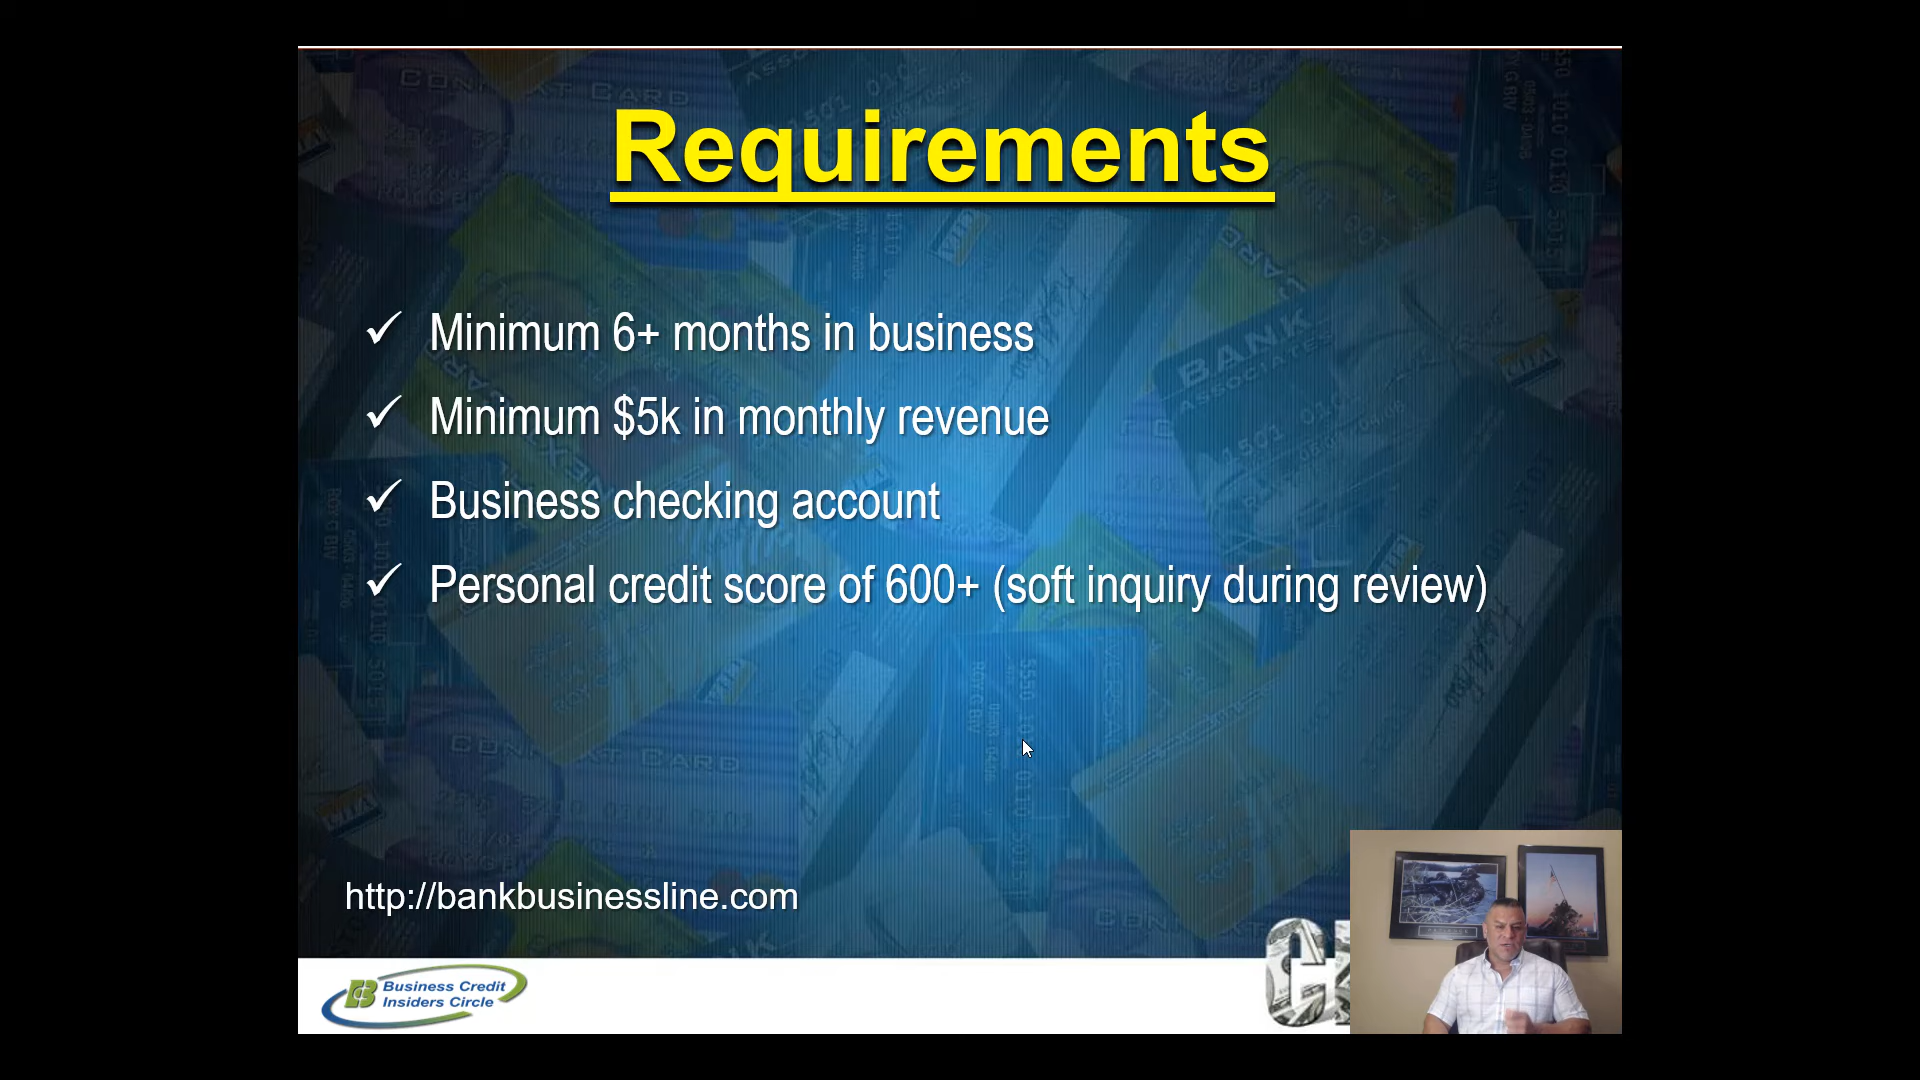 Requirements
✓ Minimum 6+ months in business
✓ Minimum $5k in monthly revenue
✓ Business checking account
✓ Personal credit score of 600+ (soft inquiry during review)
http://bankbusinessline.com
Business Credit
Insiders Circle